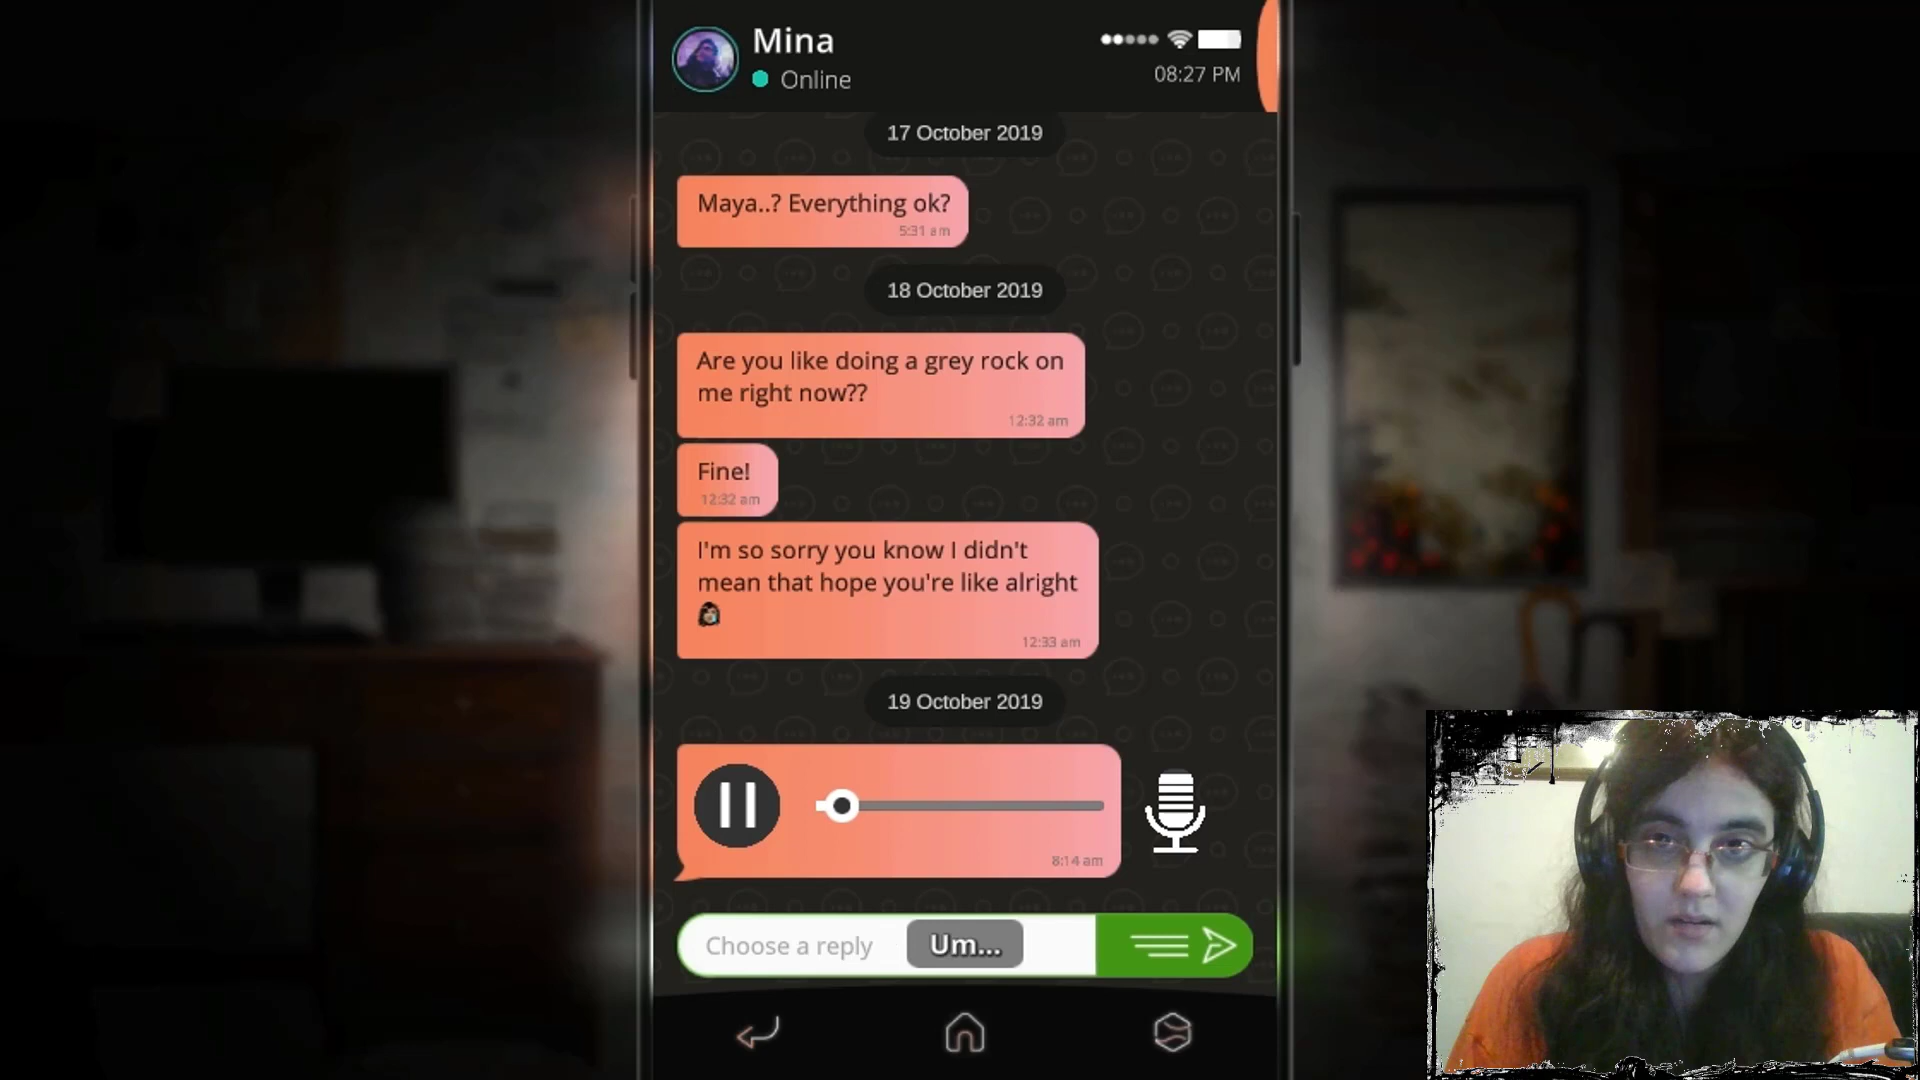 Mina
Online
08:27 PM
17 October 2019
Maya..? Everything ok?
5:31 am
18 October 2019
Are you like doing a grey rock on
me right now??
12:32 am
Fine!
12:32 am
I'm so sorry you know I didn't
mean that hope you're like alright
12:33 am
19 October 2019
8:14 am
Choose a reply
Um...